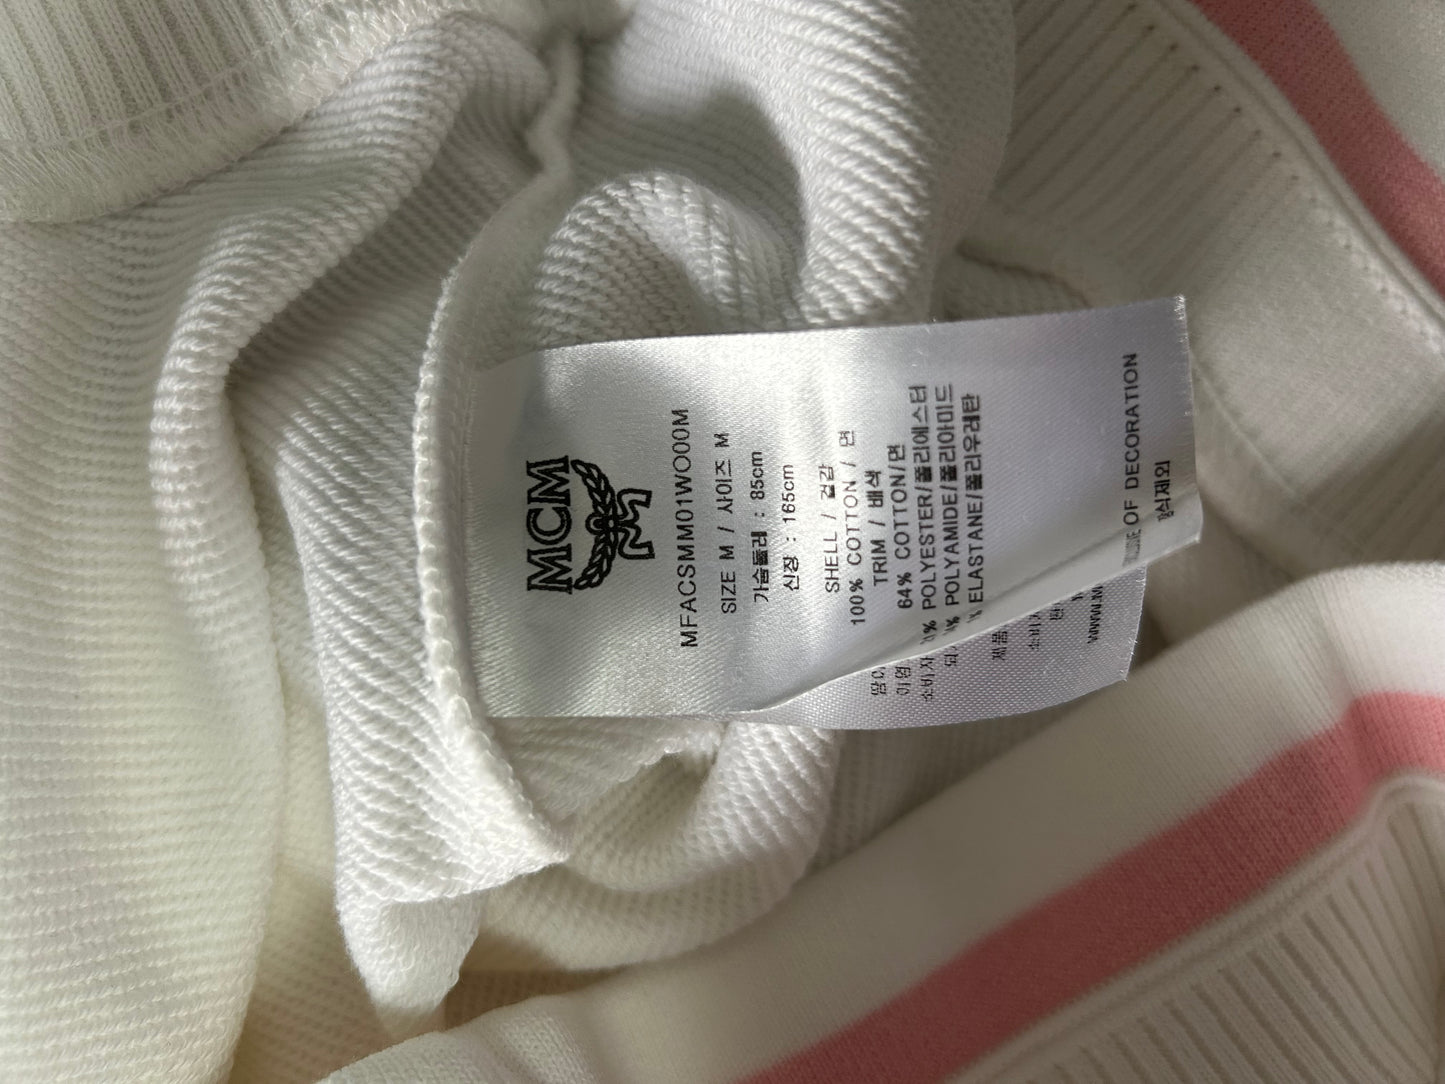 MCM
MFACSMM01WO00M
SIZE M / 사이즈 M
가슴둘레 : 85cm
신장 : 165cm
SHELL / 겉감
100% COTTON / 면
TRIM / 배색
64% COTTON/면
% POLYESTER/폴리에스터
% POLYAMIDE/폴리아미드
% ELASTANE/폴리우레탄
OF DECORATION
식제외